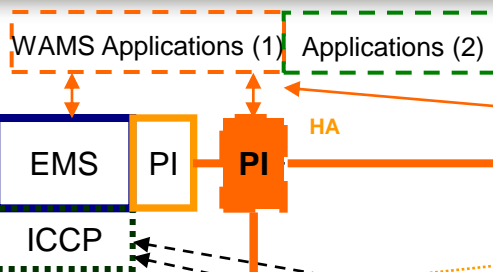 WAMS Applications (1)
Applications (2)
HA
EMS
PI
PI
ICCP